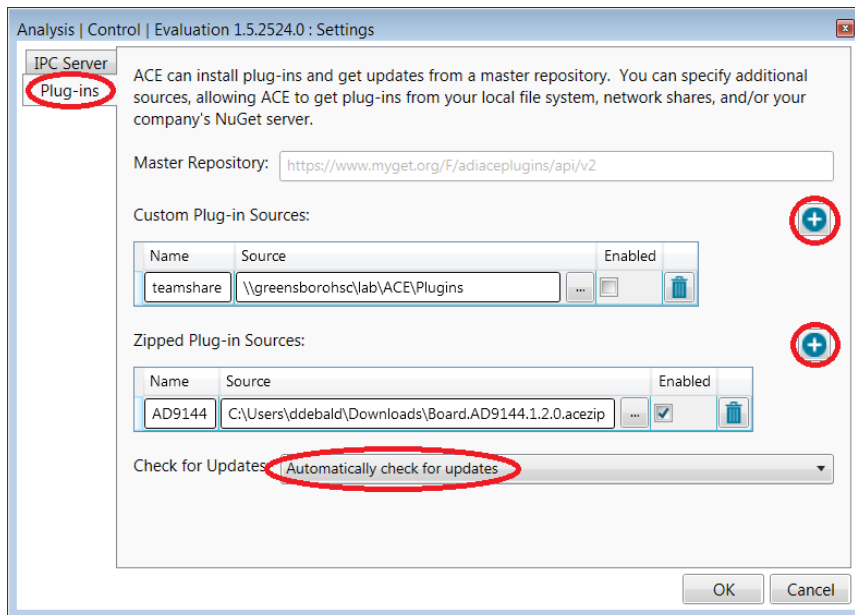 Analysis | Control | Evaluation 1.5.2524.0 : Settings
IPC Server
Plug-ins
ACE can install plug-ins and get updates from a master repository. You can specify additional
sources, allowing ACE to get plug-ins from your local file system, network shares, and/or your
company's NuGet server.
Master Repository: https://www.myget.org/F/adiaceplugins/api/v2
Custom Plug-in Sources:
Name Source Enabled
teamshare \\greensborohsc\lab\ACE\Plugins ...
Zipped Plug-in Sources:
Name Source Enabled
AD9144 C:\Users\ddebald\Downloads\Board.AD9144.1.2.0.acezip ...
Check for Updates Automatically check for updates
OK Cancel